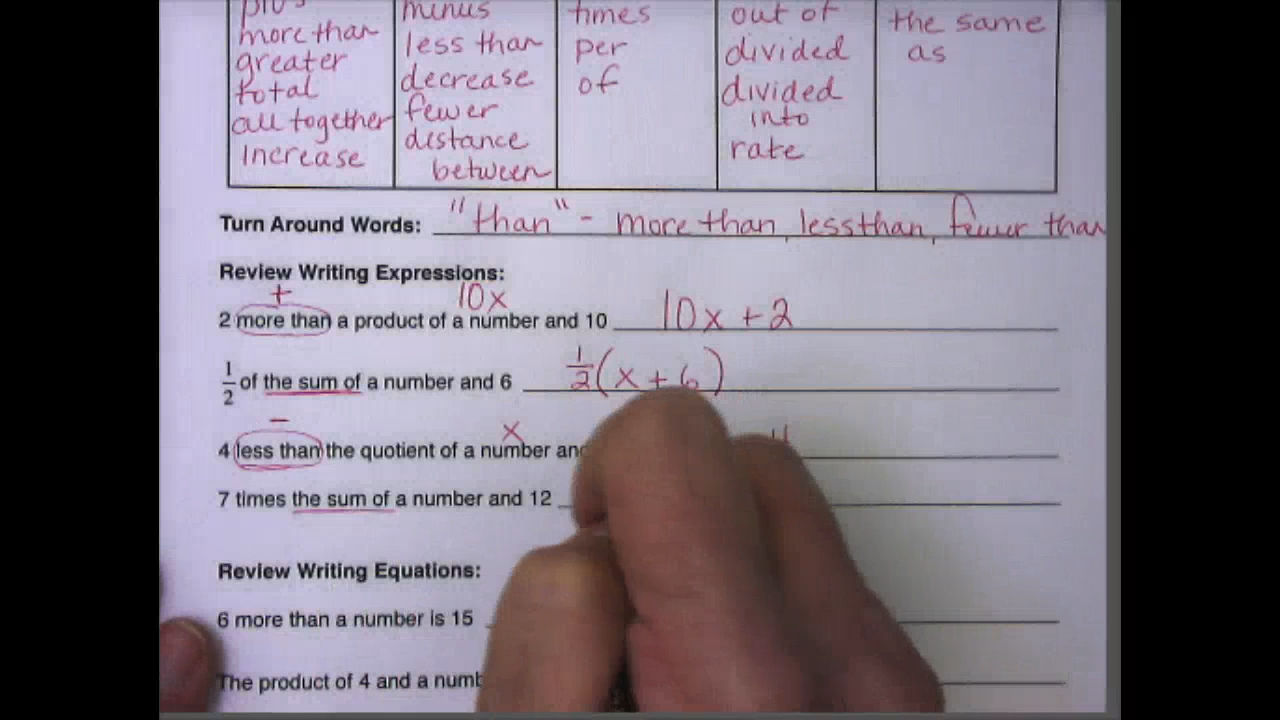 plus minus times out of the same
more than less than per divided as
greater decrease of divided
total fewer into
all together distance rate
increase between
Turn Around Words: "than" - more than, less than, fewer than
Review Writing Expressions:
+ 10x
2 more than a product of a number and 10 10x + 2
1/2 of the sum of a number and 6 1/2(x + 6)
- x
4 less than the quotient of a number
7 times the sum of a number and 12
Review Writing Equations:
6 more than a number is 15
The product of 4 and a